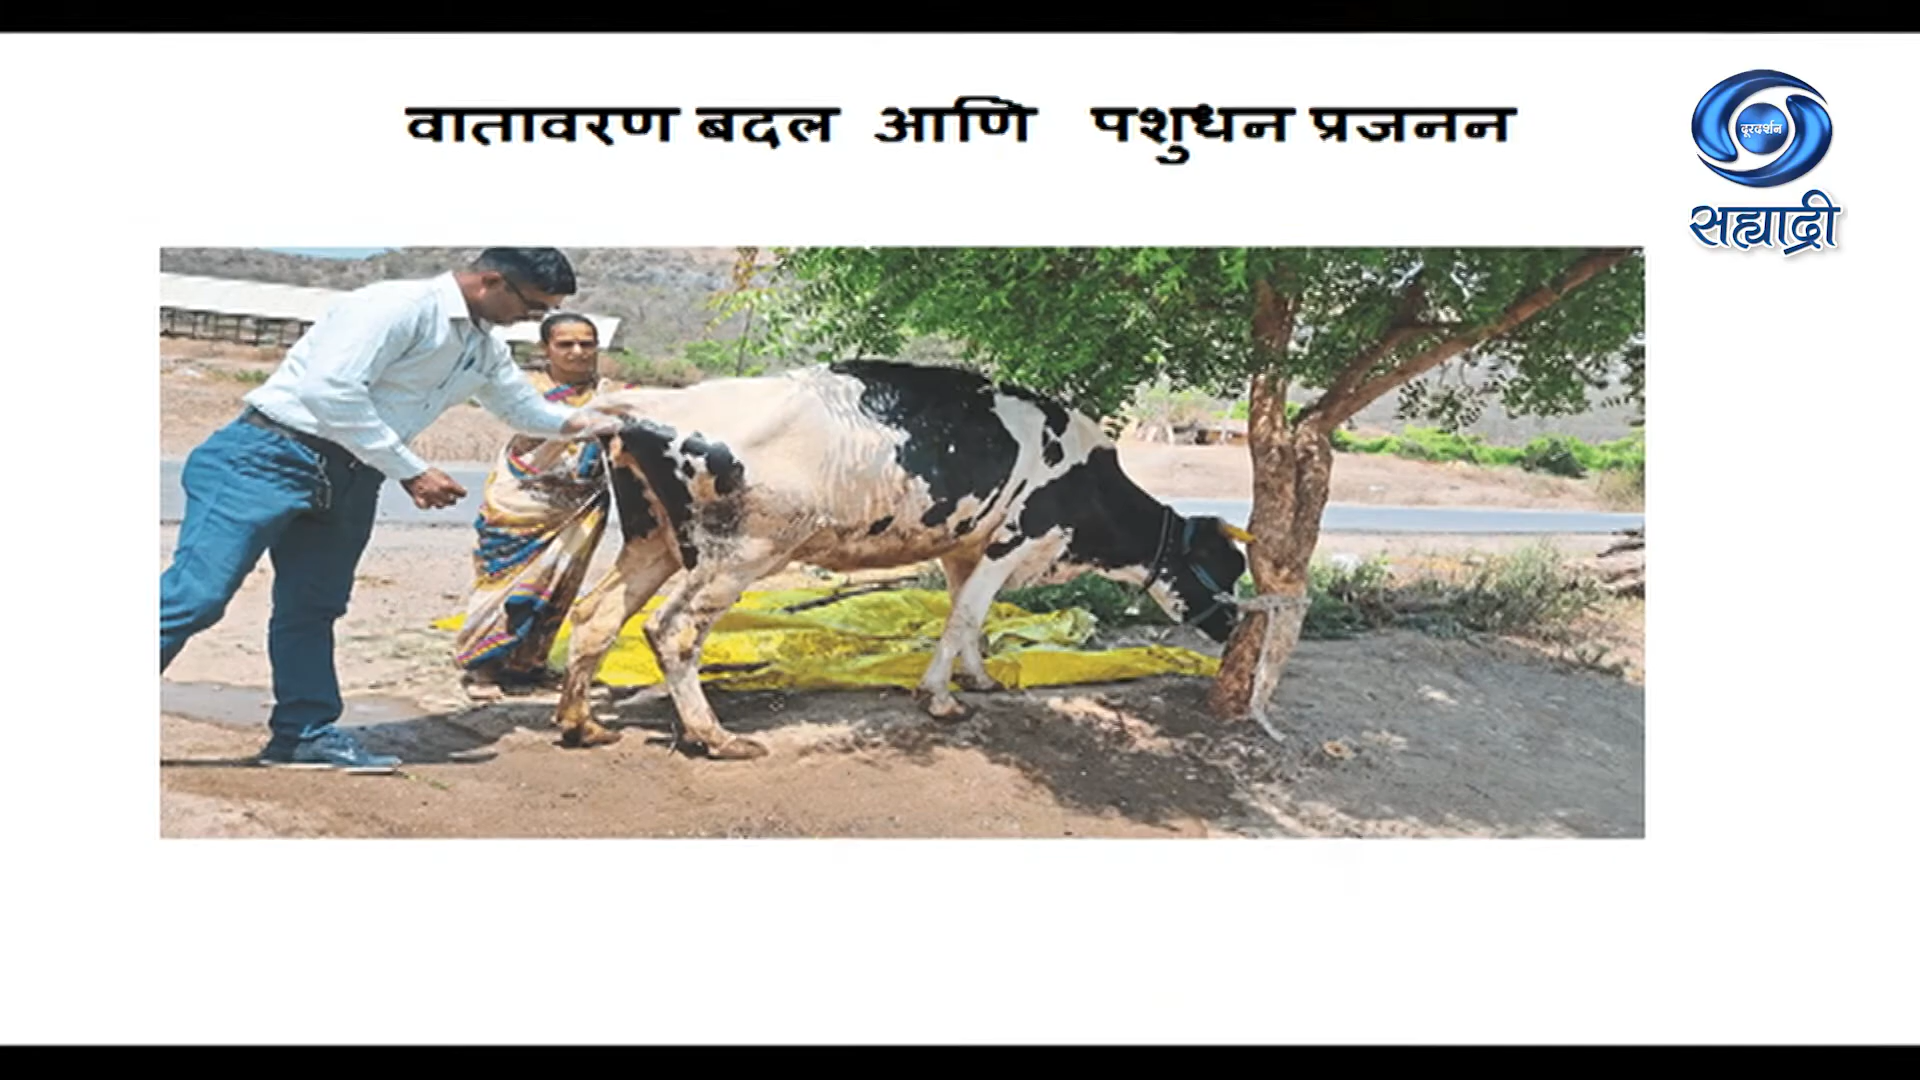 वातावरण बदल आणि पशुधन प्रजनन
दूरदर्शन
सह्याद्री